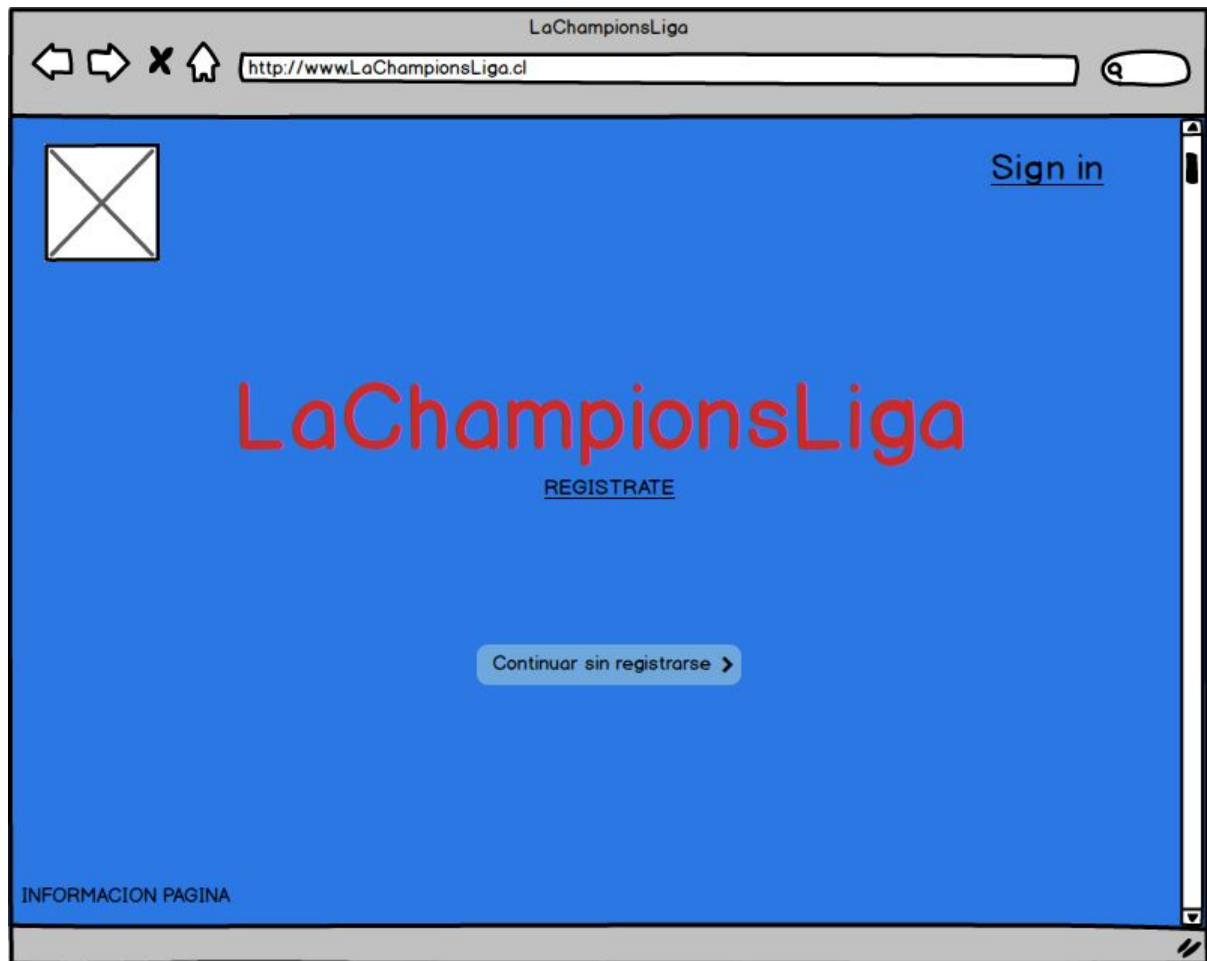 LaChampionsLiga
http://www.LaChampionsLiga.cl
Sign in
LaChampionsLiga
REGISTRATE
Continuar sin registrarse
INFORMACION PAGINA